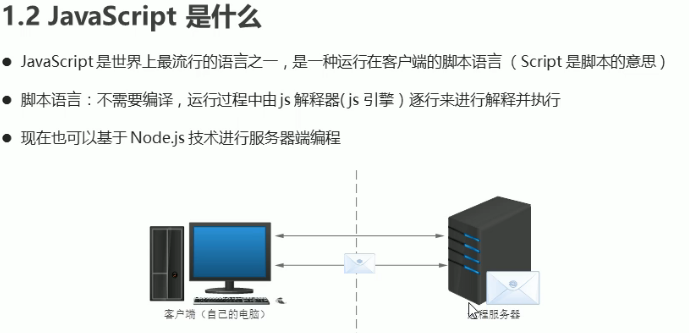 1.2 JavaScript 是什么
● JavaScript 是世界上最流行的语言之一，是一种运行在客户端的脚本语言（Script 是脚本的意思）
● 脚本语言：不需要编译，运行过程中由 js 解释器( js 引擎）逐行来进行解释并执行
● 现在也可以基于 Node.js 技术进行服务器端编程
客户端（自己的电脑）
程服务器